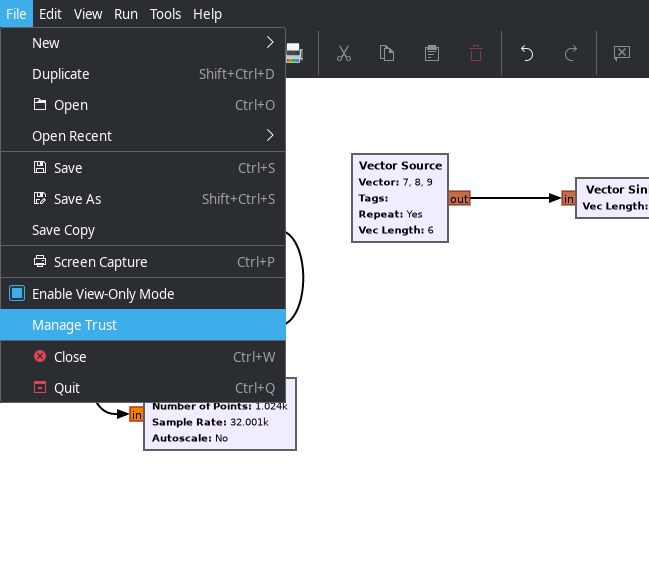 File Edit View Run Tools Help
New
Duplicate Shift+Ctrl+D
Open Ctrl+O
Open Recent
Save Ctrl+S
Save As Shift+Ctrl+S
Save Copy
Screen Capture Ctrl+P
Enable View-Only Mode
Manage Trust
Close Ctrl+W
Quit Ctrl+Q
Vector Source
Vector: 7, 8, 9
Tags:
Repeat: Yes
Vec Length: 6
out
in
Vector Sin
Vec Length:
in
Number of Points: 1.024k
Sample Rate: 32.001k
Autoscale: No